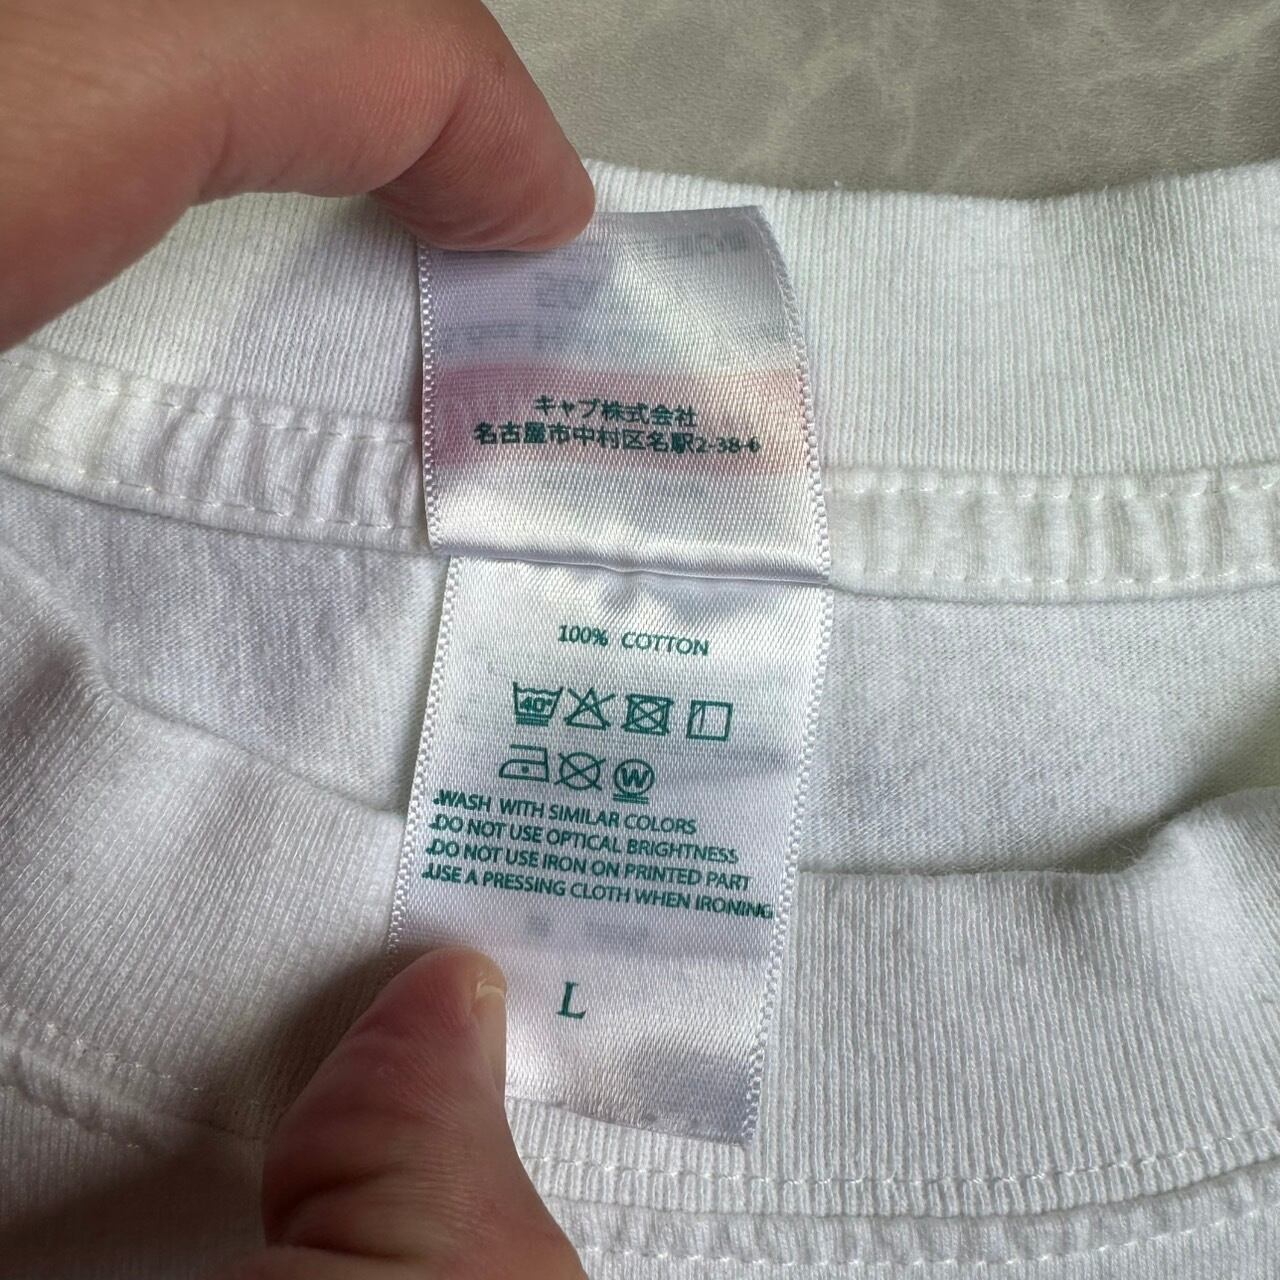 キャブ株式会社
名古屋市中村区名駅2-38-6
100% COTTON
40°
W
.WASH WITH SIMILAR COLORS
.DO NOT USE OPTICAL BRIGHTNESS
.DO NOT USE IRON ON PRINTED PART
.USE A PRESSING CLOTH WHEN IRONING
L